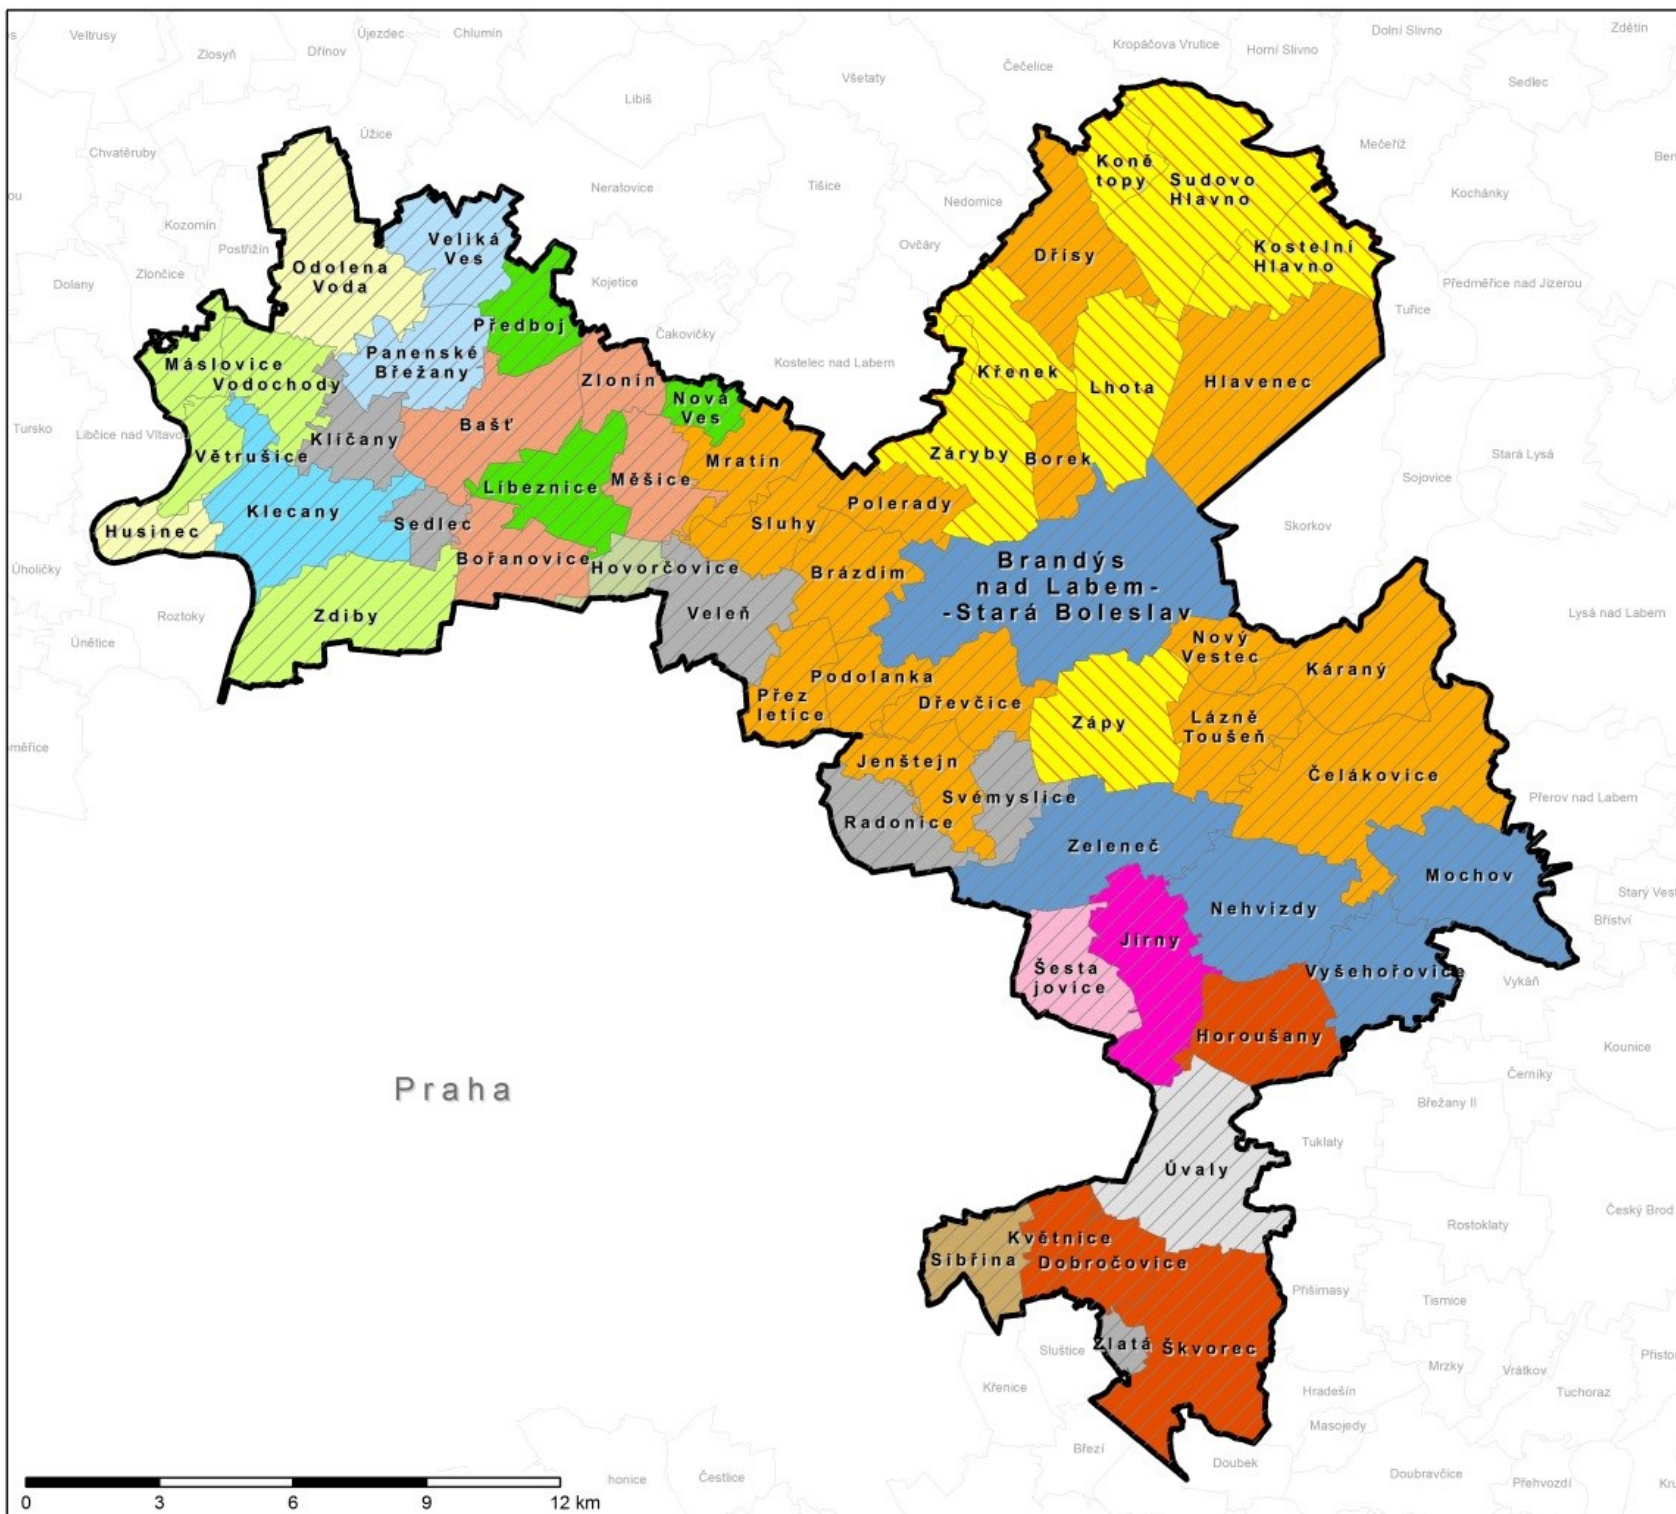 Veltrusy
Újezdec
Chlumín
Zlosyň
Dřínov
Dolní Slivno
Zdětín
Kropáčova Vrutice
Horní Slivno
Čečelice
Všetaty
Sedlec
Libiš
Úžice
Chvatěruby
Mečeříž
Neratovice
Tišice
Kochánky
Nedomice
Kozomín
Postřižín
Ovčáry
Zlončice
Dolany
Kojetice
Předměřice nad Jizerou
Tuřice
Čakovičky
Kostelec nad Labem
Koně
topy
Sudovo
Hlavno
Kostelní
Hlavno
Dřísy
Veliká
Ves
Odolena
Voda
Předboj
Panenské
Břežany
Máslovice
Vodochody
Zlonín
Nová
Ves
Křenek
Lhota
Hlavenec
Tursko
Libčice nad Vltavou
Klíčany
Bašť
Větrušice
Mratín
Záryby
Borek
Stará Lysá
Sojovice
Líbeznice
Měšice
Polerady
Klecany
Sedlec
Sluhy
Skorkov
Husinec
Bořanovice
Hovorčovice
Brázdim
Brandýs
nad Labem-
-Stará Boleslav
Úholičky
Roztoky
Únětice
Zdiby
Veleň
Lysá nad Labem
Nový
Vestec
Káraný
Podolanka
Přez
letice
Dřevčice
Zápy
Lázně
Toušeň
Jenštejn
Čelákovice
Svémyslice
Radonice
Přerov nad Labem
Zeleneč
Mochov
Nehvizdy
Bříství
Jirny
Šesta
jovice
Vyšehořovice
Vykáň
Horoušany
Kounice
Černíky
Břežany II
Praha
Tuklaty
Úvaly
Český Brod
Rostoklaty
Květnice
Sibřina
Dobročovice
Přišimasy
Tismice
Zlatá
Škvorec
Sluštice
Mrzky
Vrátkov
Křenice
Hradešín
Tuchoraz
Masojedy
Březí
Doubek
Doubravčice
Přehvozdí
Čestlice
0 3 6 9 12 km